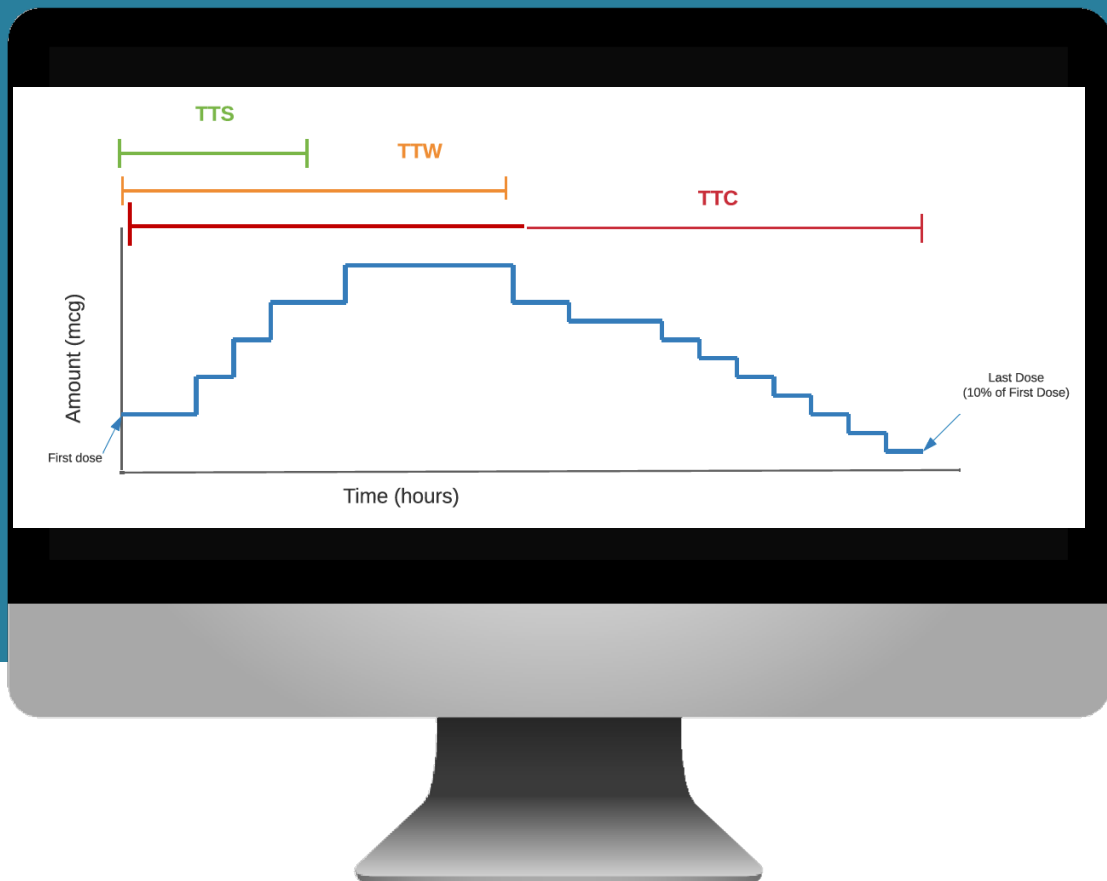 TTS
TTW
TTC
Amount (mcg)
Last Dose
(10% of First Dose)
First dose
Time (hours)